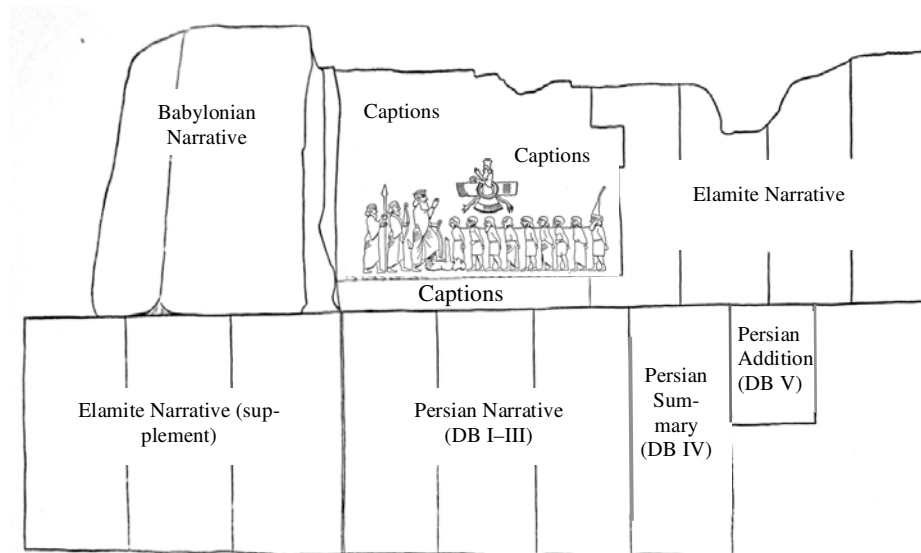 Babylonian
Narrative
Captions
Captions
Elamite Narrative
Captions
Elamite Narrative (sup-
plement)
Persian Narrative
(DB I–III)
Persian
Sum-
mary
(DB IV)
Persian
Addition
(DB V)